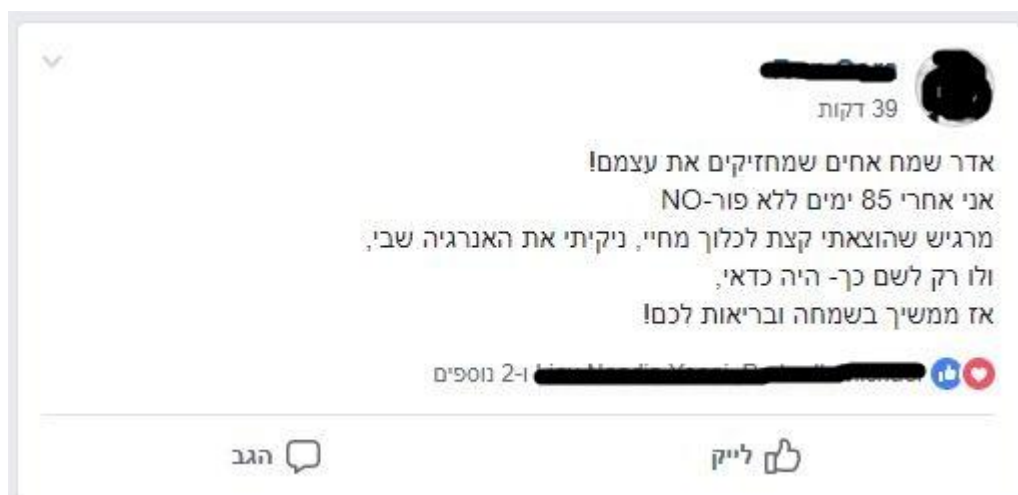 39 דקות
אדר שמח אחים שמחזיקים את עצמם!
אני אחרי 85 ימים ללא פור-NO
מרגיש שהוצאתי קצת לכלוך מחיי, ניקיתי את האנרגיה שבי,
ולו רק לשם כך- היה כדאי,
אז ממשיך בשמחה ובריאות לכם!
ו-2 נוספים
לייק
הגב